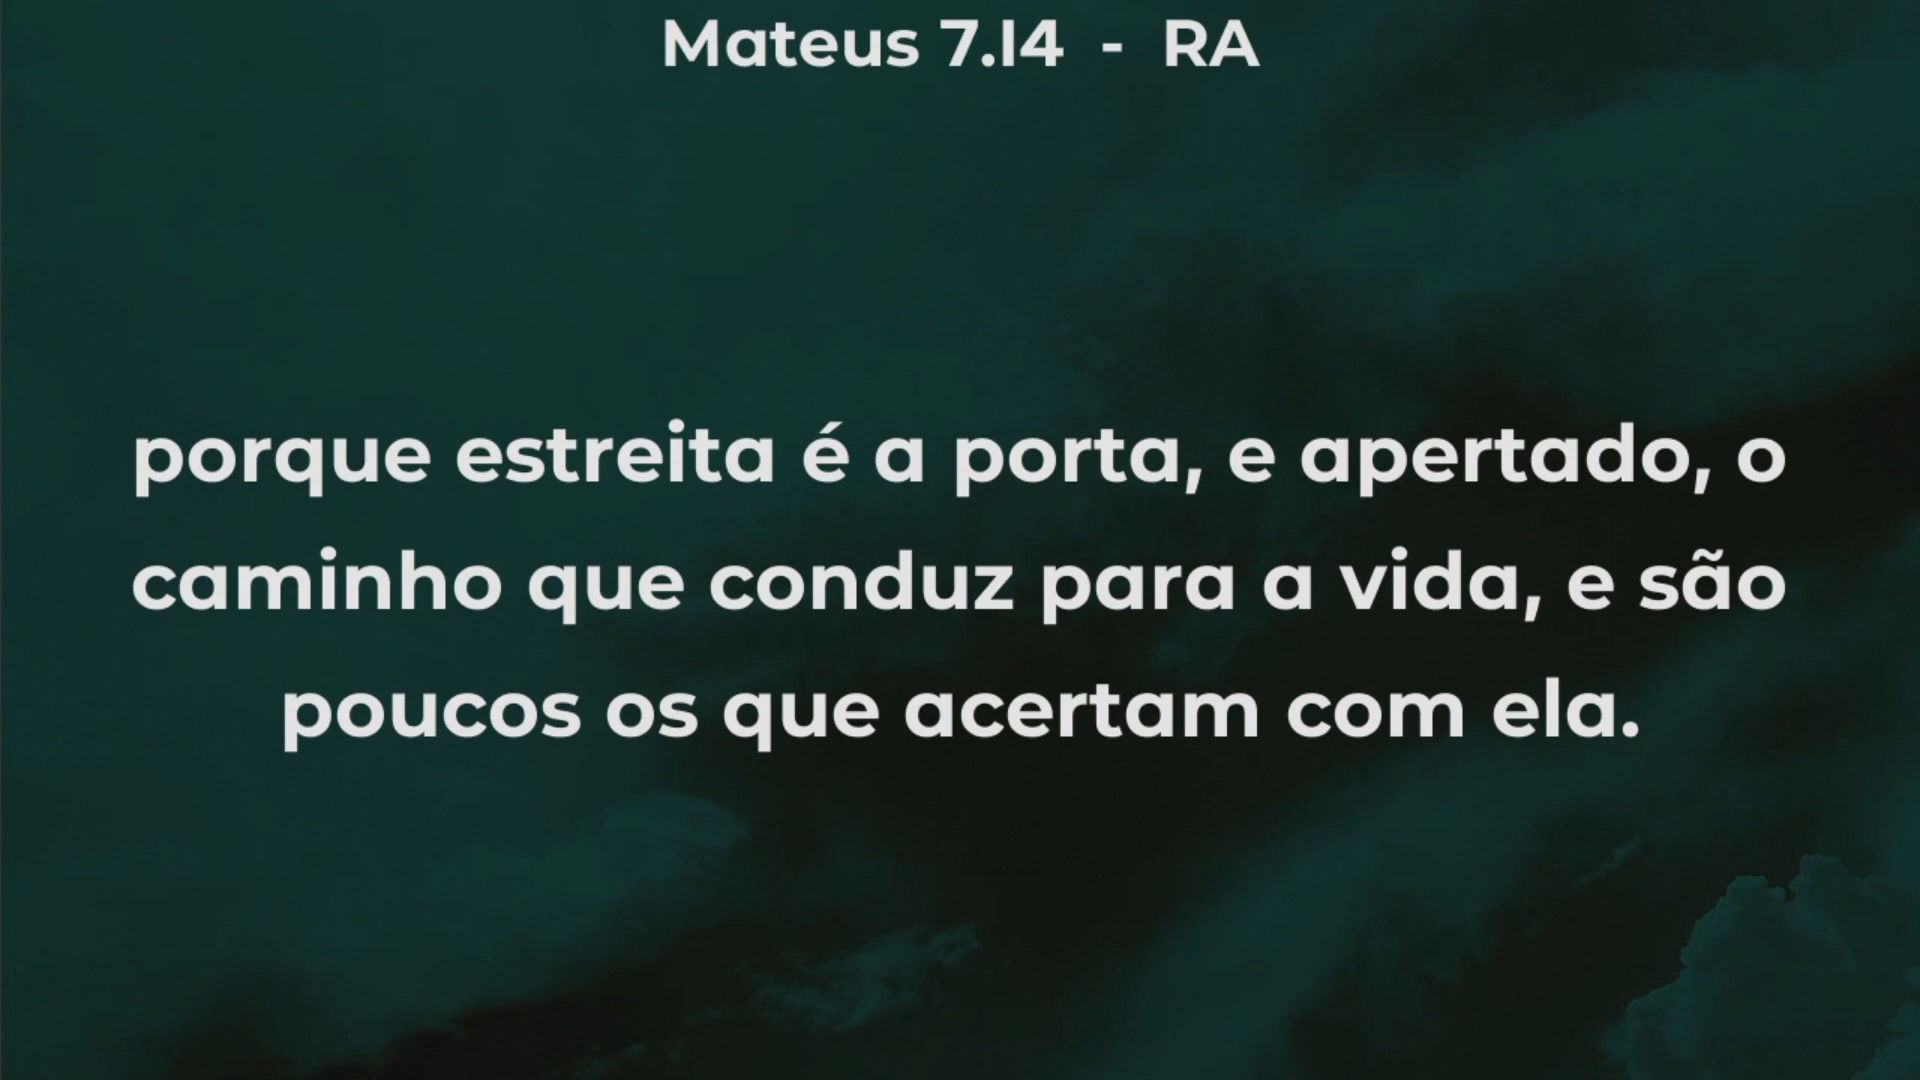 Mateus 7.14 - RA
porque estreita é a porta, e apertado, o
caminho que conduz para a vida, e são
poucos os que acertam com ela.